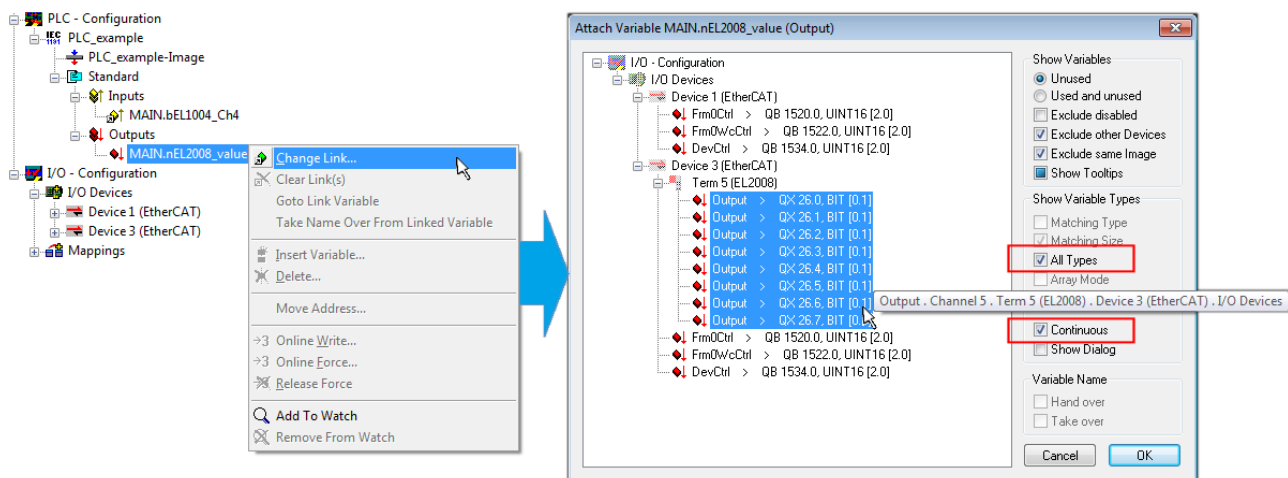 PLC - Configuration
IEC 1131 PLC_example
PLC_example-Image
Standard
Inputs
MAIN.bEL1004_Ch4
Outputs
MAIN.nEL2008_value
I/O - Configuration
I/O Devices
Device 1 (EtherCAT)
Device 3 (EtherCAT)
Mappings
Change Link...
Clear Link(s)
Goto Link Variable
Take Name Over From Linked Variable
Insert Variable...
Delete...
Move Address...
→3 Online Write...
→3 Online Force...
Release Force
Add To Watch
Remove From Watch
Attach Variable MAIN.nEL2008_value (Output)
I/O - Configuration
I/O Devices
Device 1 (EtherCAT)
Frm0Ctrl > QB 1520.0, UINT16 [2.0]
Frm0WcCtrl > QB 1522.0, UINT16 [2.0]
DevCtrl > QB 1534.0, UINT16 [2.0]
Device 3 (EtherCAT)
Term 5 (EL2008)
Output > QX 26.0, BIT [0.1]
Output > QX 26.1, BIT [0.1]
Output > QX 26.2, BIT [0.1]
Output > QX 26.3, BIT [0.1]
Output > QX 26.4, BIT [0.1]
Output > QX 26.5, BIT [0.1]
Output > QX 26.6, BIT [0.1]
Output > QX 26.7, BIT [0.1]
Frm0Ctrl > QB 1520.0, UINT16 [2.0]
Frm0WcCtrl > QB 1522.0, UINT16 [2.0]
DevCtrl > QB 1534.0, UINT16 [2.0]
Output . Channel 5 . Term 5 (EL2008) . Device 3 (EtherCAT) . I/O Devices
Show Variables
Unused
Used and unused
Exclude disabled
Exclude other Devices
Exclude same Image
Show Tooltips
Show Variable Types
Matching Type
Matching Size
All Types
Array Mode
Continuous
Show Dialog
Variable Name
Hand over
Take over
Cancel
OK